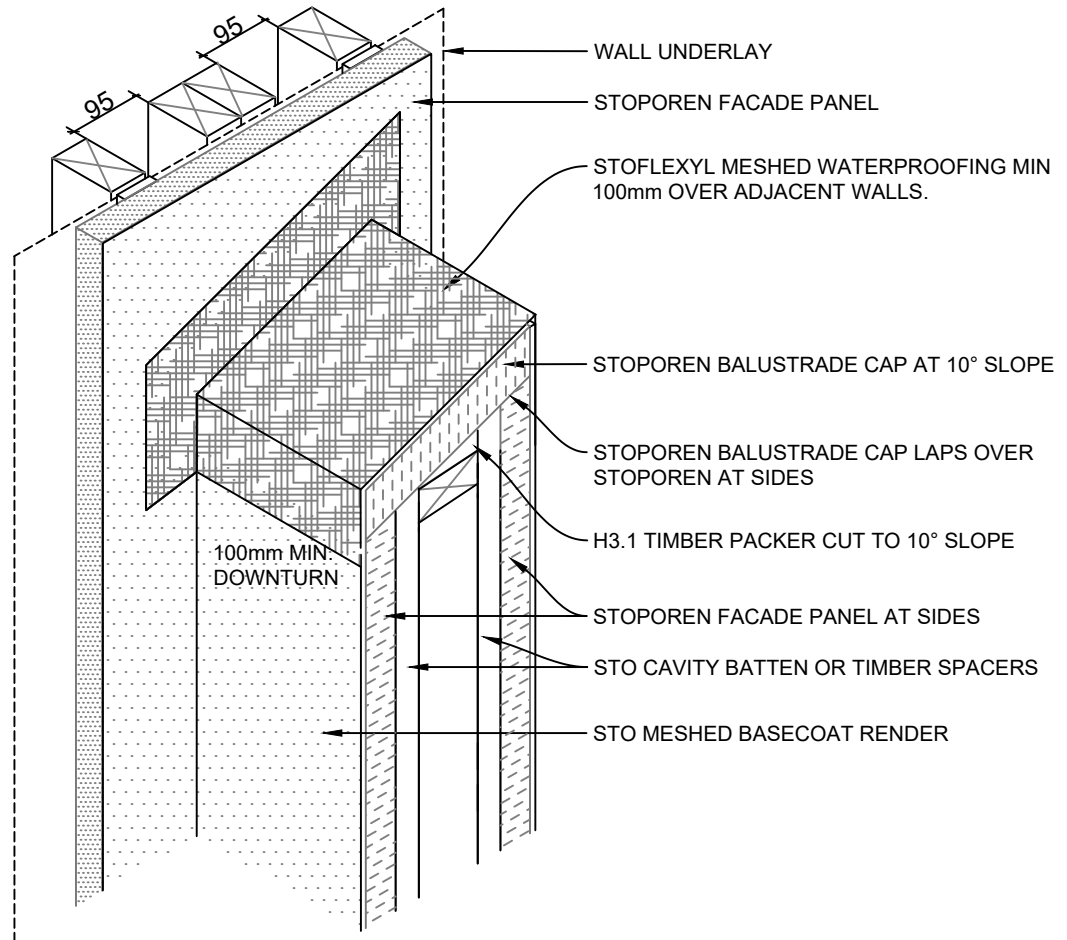 95
95
WALL UNDERLAY
STOPOREN FACADE PANEL
STOFLEXYL MESHED WATERPROOFING MIN
100mm OVER ADJACENT WALLS.
STOPOREN BALUSTRADE CAP AT 10° SLOPE
STOPOREN BALUSTRADE CAP LAPS OVER
STOPOREN AT SIDES
H3.1 TIMBER PACKER CUT TO 10° SLOPE
100mm MIN.
DOWNTURN
STOPOREN FACADE PANEL AT SIDES
STO CAVITY BATTEN OR TIMBER SPACERS
STO MESHED BASECOAT RENDER